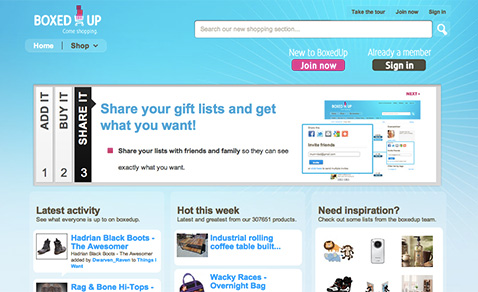 BOXED UP
Come shopping.
Take the tour Join now Sign in
Search our new shopping section...
Home Shop
New to BoxedUp
Already a member
Join now
Sign in
NEXT
ADD IT
BUY IT
SHARE IT
1 2 3
Share your gift lists and get
what you want!
Share your lists with friends and family so they can see
exactly what you want.
Invite friends
Latest activity
See what everyone is up to on boxedup.
Hadrian Black Boots -
The Awesomer
Hadrian Black Boots - The Awesomer
added by Dwarven_Raven to Things I
Want
Rag & Bone Hi-Tops -
Hot this week
Latest and greatest from our 307651 products.
Industrial rolling
coffee table built...
Wacky Races -
Overnight Bag
Need inspiration?
Check out some lists from the boxedup team.